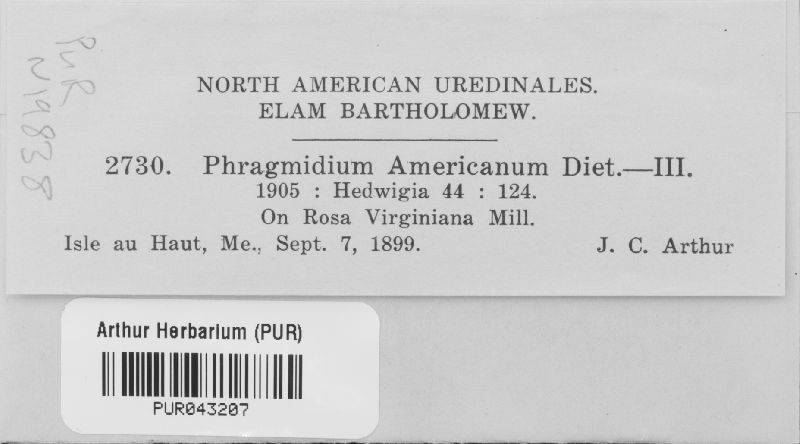 PUR
N19838
NORTH AMERICAN UREDINALES.
ELAM BARTHOLOMEW.
2730. Phragmidium Americanum Diet.—III.
1905 : Hedwigia 44 : 124.
On Rosa Virginiana Mill.
Isle au Haut, Me., Sept. 7, 1899. J. C. Arthur
Arthur Herbarium (PUR)
PUR043207